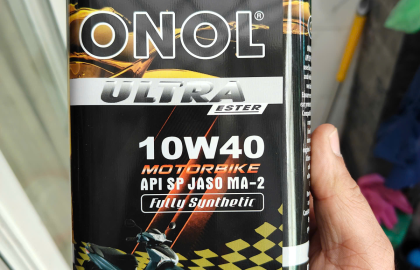 ONOL®
ULTRA
ESTER
10W40
MOTORBIKE
API SP JASO MA-2
Fully Synthetic